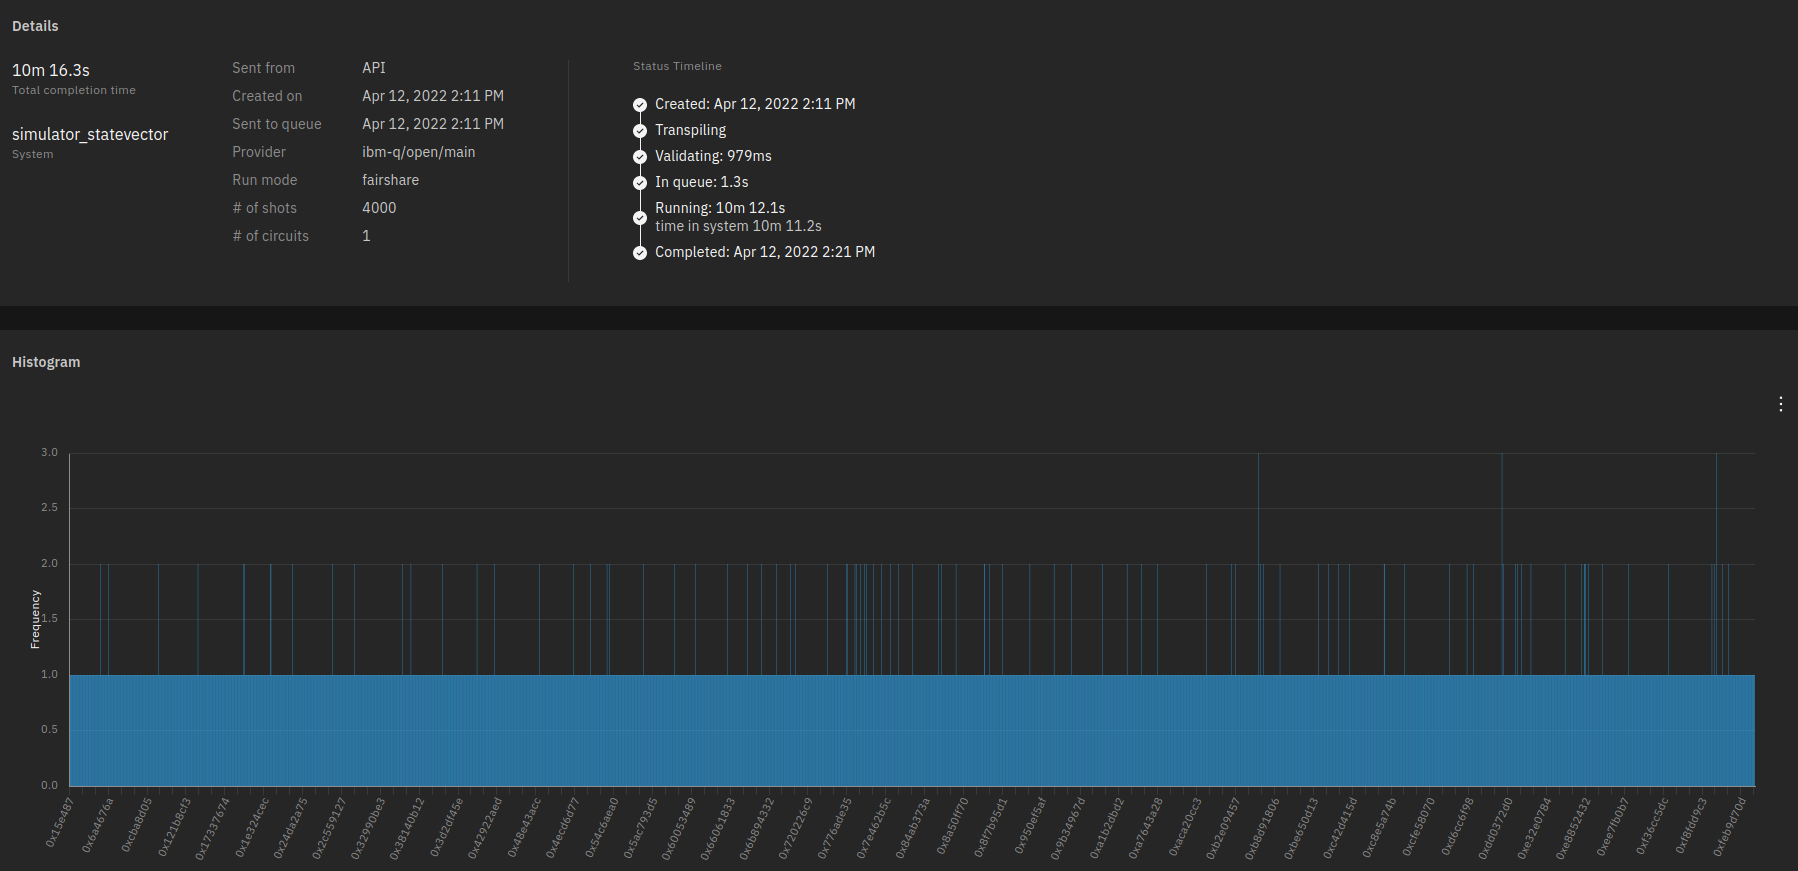 Details
10m 16.3s
Total completion time
simulator_statevector
System
Sent from API
Created on Apr 12, 2022 2:11 PM
Sent to queue Apr 12, 2022 2:11 PM
Provider ibm-q/open/main
Run mode fairshare
# of shots 4000
# of circuits 1
Status Timeline
Created: Apr 12, 2022 2:11 PM
Transpiling
Validating: 979ms
In queue: 1.3s
Running: 10m 12.1s
time in system 10m 11.2s
Completed: Apr 12, 2022 2:21 PM
Histogram
Frequency
3.0
2.5
2.0
1.5
1.0
0.5
0.0
0x15e487
0x6a4076a
0xcba8d05
0x121b8cf3
0x17337674
0x1e324cec
0x24da2a75
0x2c559127
0x32990be3
0x38140b12
0x3d2df45e
0x42922aed
0x48e43acc
0x4ecd6d77
0x54c6aea0
0x5ac793d5
0x60053489
0x66061833
0x6b894332
0x720226c9
0x776ade35
0x7e462b5c
0x84ab373a
0x8a50ff70
0x8f7b95d1
0x950ef5af
0x9b34967d
0xa1b2dbd2
0xa7643a28
0xaca20cc3
0xb2e09457
0xb8d91806
0xbe650d13
0xc42d415d
0xc8e5a74b
0xcfe58070
0xd6ccf698
0xdd0372d0
0xe32e0784
0xe8852432
0xee7fb0b7
0xf36cc5dc
0xf8fdd9c3
0xfeb9d70d